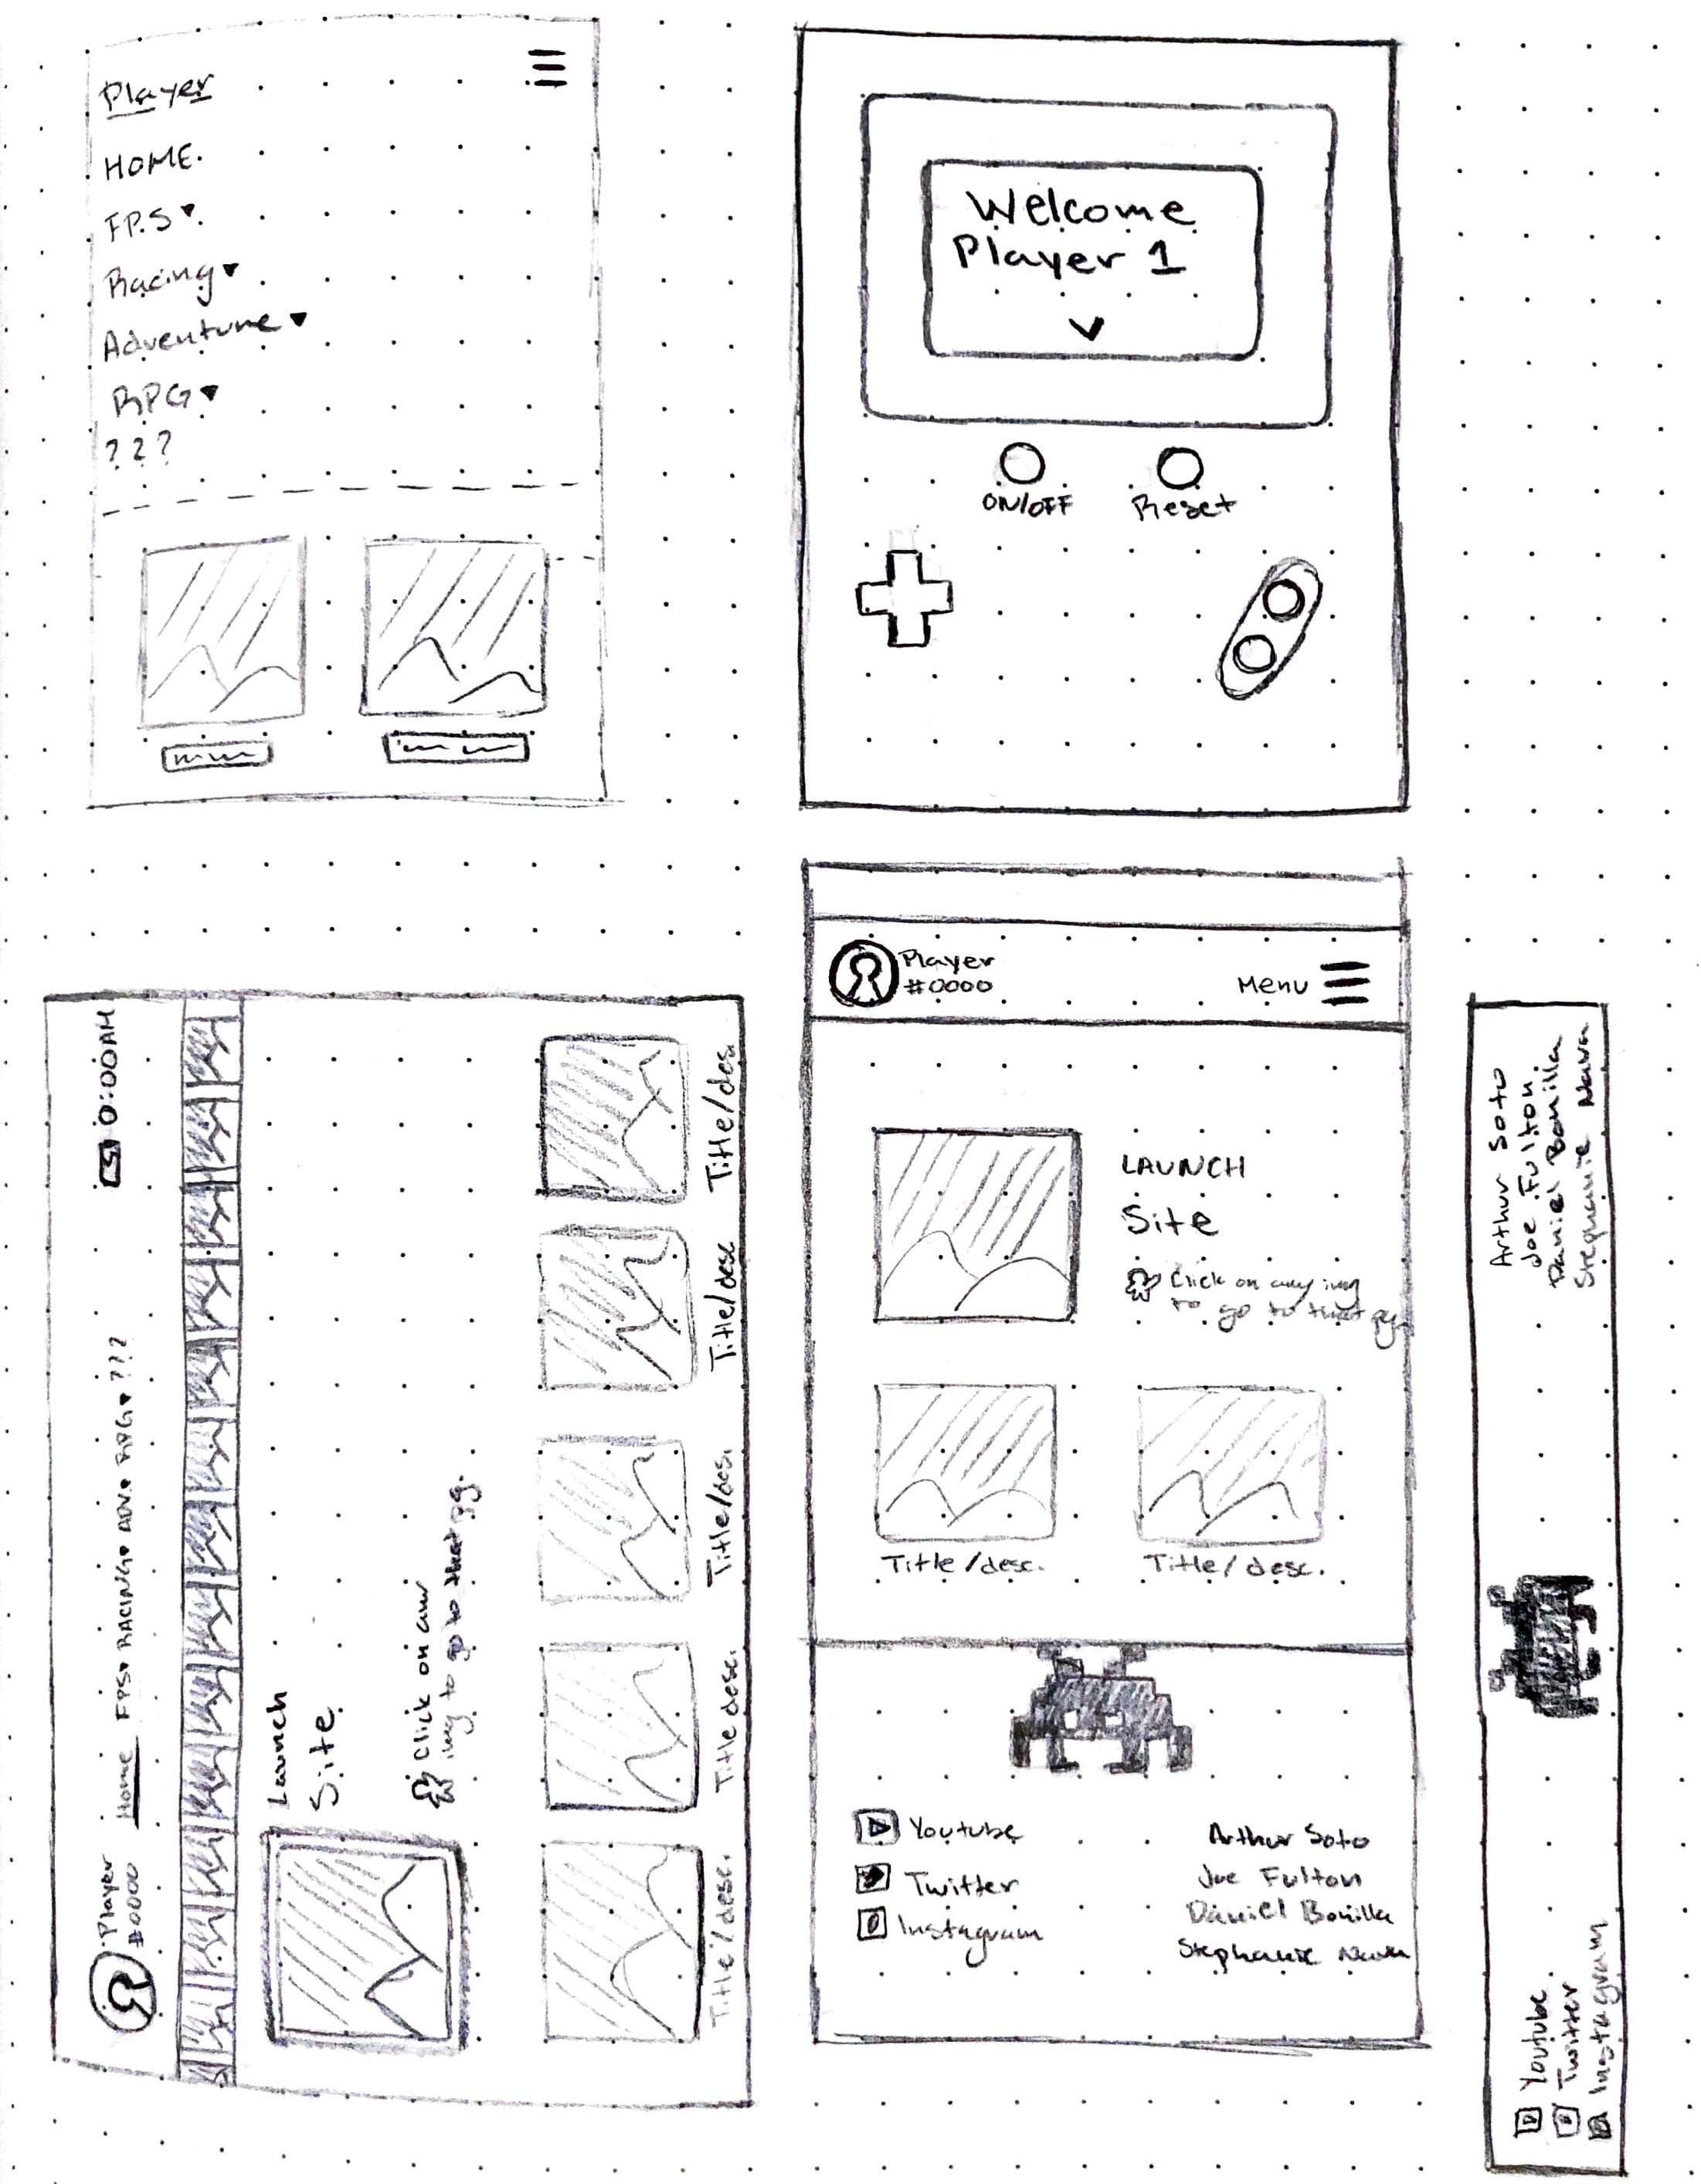 Player
HOME
FPS ▾
Racing ▾
Adventure ▾
RPG ▾
???
Welcome
Player 1
ON/OFF
Reset
Player
#0000
Menu
LAUNCH
Site
Click on any img
to go to that pg.
Title/desc.
Title/desc.
Youtube
Twitter
Instagram
Arthur Soto
Joe Fulton
Daniel Bonilla
Stephanie Nava
Player
#0000
Home FPS▾ RACING▾ ADV▾ RPG▾ ???
0:00AM
Launch
Site
Click on any
img to go to that pg.
Title/desc.
Title desc.
Title/des.
Title/desc
Title/des.
Youtube
Twitter
Instagram
Arthur Soto
Joe Fulton
Daniel Bonilla
Stephanie Nava